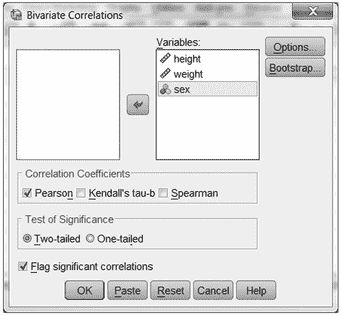 Bivariate Correlations
Variables:
height
weight
sex
Options...
Bootstrap...
Correlation Coefficients
Pearson Kendall's tau-b Spearman
Test of Significance
Two-tailed One-tailed
Flag significant correlations
OK Paste Reset Cancel Help